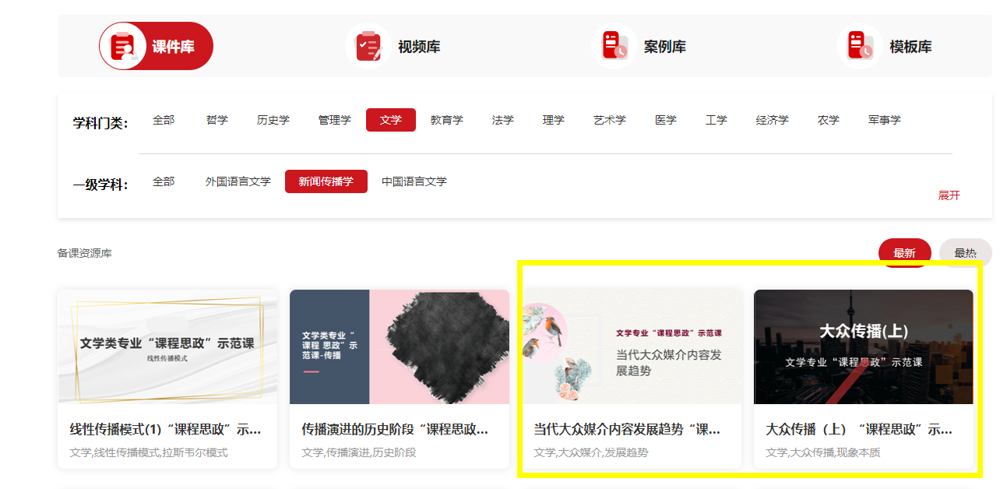 课件库
视频库
案例库
模板库
学科门类：
全部
哲学
历史学
管理学
文学
教育学
法学
理学
艺术学
医学
工学
经济学
农学
军事学
一级学科：
全部
外国语言文学
新闻传播学
中国语言文学
展开
备课资源库
最新
最热
文学类专业“课程思政”示范课
线性传播模式
文学类专业“
课程 思政”示
范课-传播
文学专业“课程思政”示范课
当代大众媒介内容发
展趋势
大众传播(上)
文学专业“课程思政”示范课
线性传播模式(1)“课程思政”示...
文学,线性传播模式,拉斯韦尔模式
传播演进的历史阶段“课程思政...
文学,传播演进,历史阶段
当代大众媒介内容发展趋势“课...
文学,大众媒介,发展趋势
大众传播（上）“课程思政”示...
文学,大众传播,现象本质